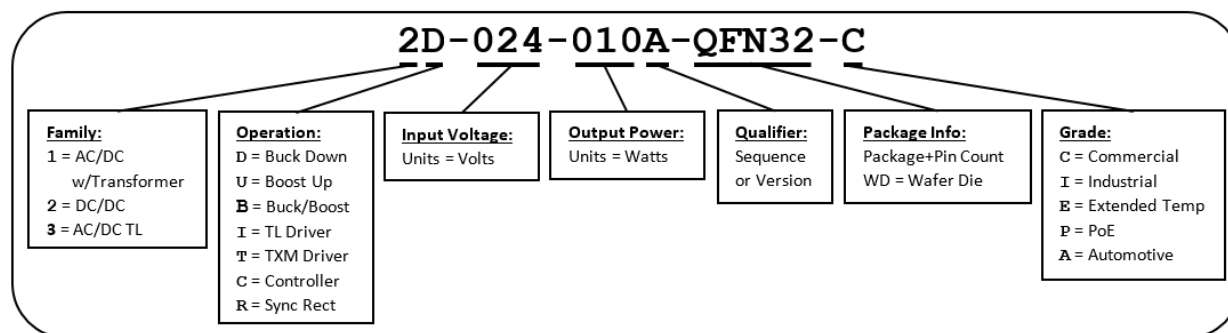 2D-024-010A-QFN32-C
Family:
1 = AC/DC
w/Transformer
2 = DC/DC
3 = AC/DC TL
Operation:
D = Buck Down
U = Boost Up
B = Buck/Boost
I = TL Driver
T = TXM Driver
C = Controller
R = Sync Rect
Input Voltage:
Units = Volts
Output Power:
Units = Watts
Qualifier:
Sequence
or Version
Package Info:
Package+Pin Count
WD = Wafer Die
Grade:
C = Commercial
I = Industrial
E = Extended Temp
P = PoE
A = Automotive